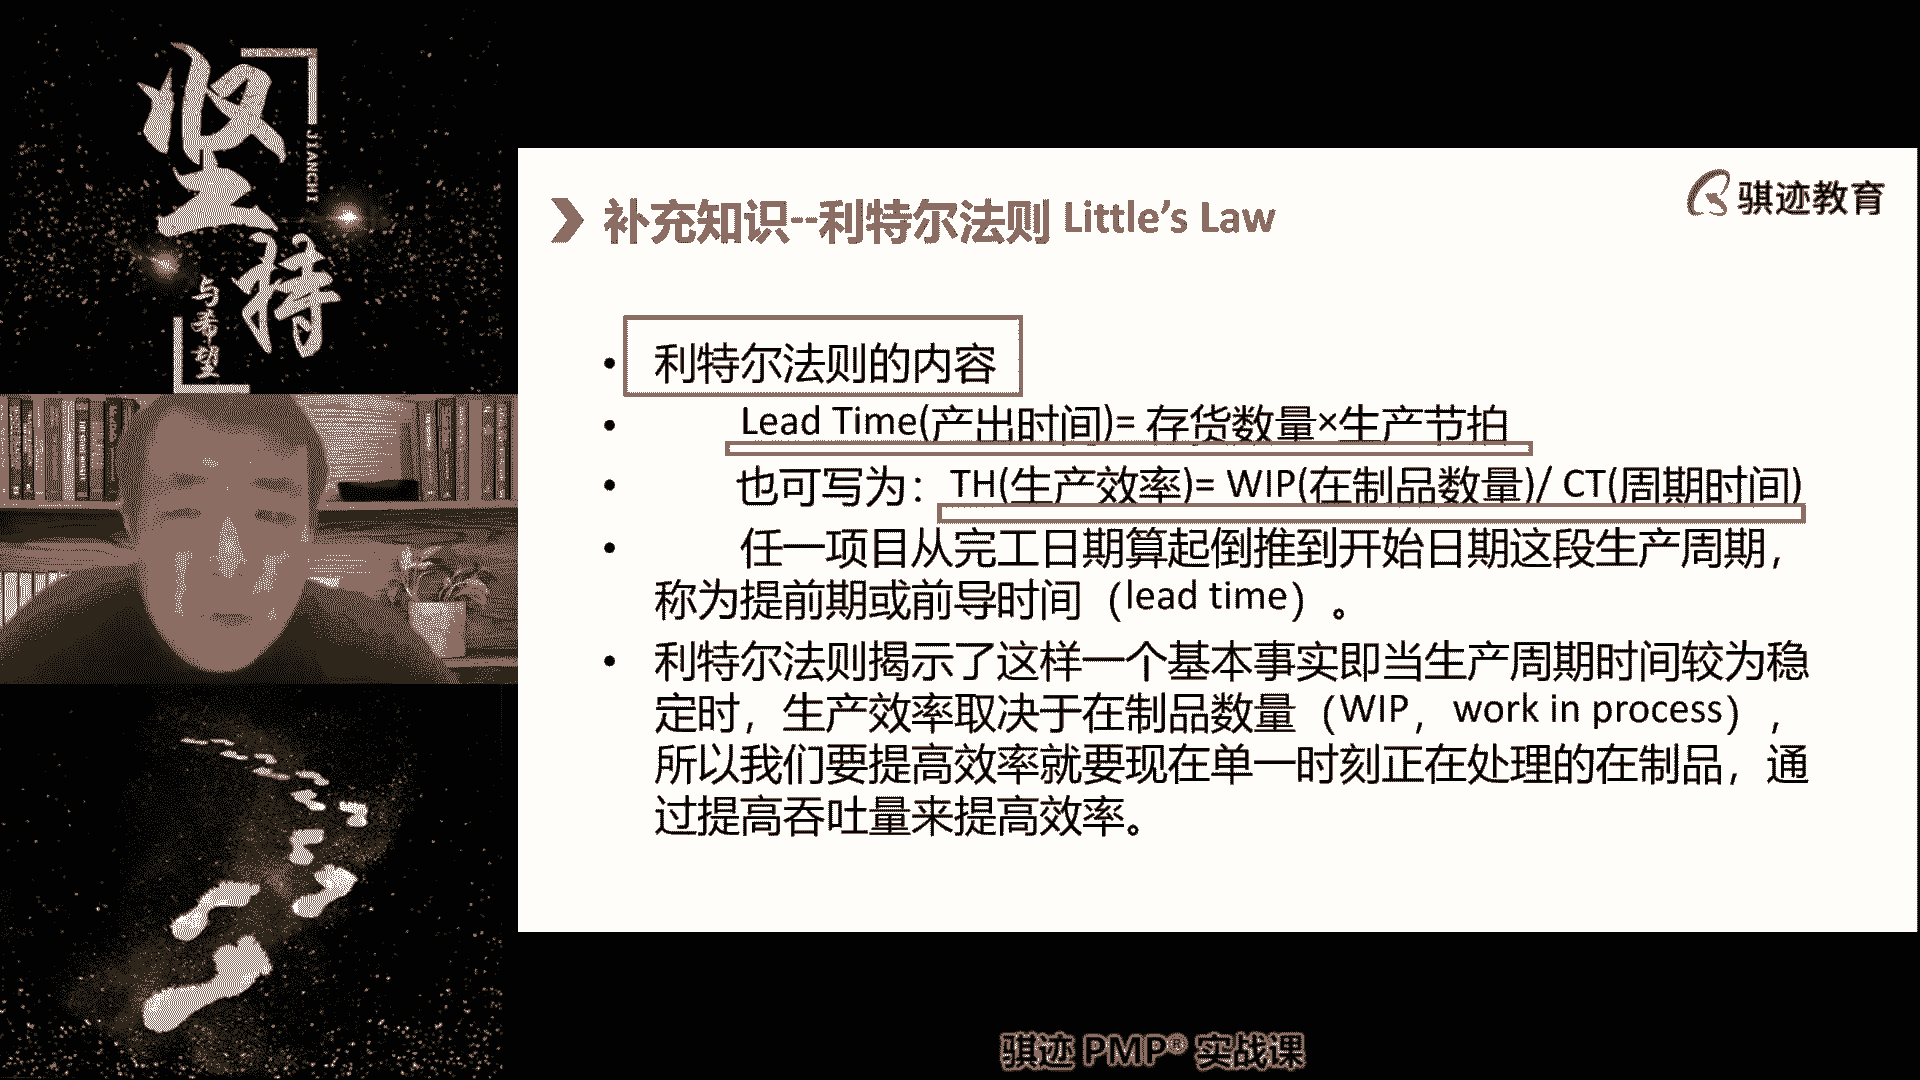 坚持
JIANCHI
与希望
骐迹教育
补充知识--利特尔法则 Little’s Law
• 利特尔法则的内容
• Lead Time(产出时间)= 存货数量×生产节拍
• 也可写为：TH(生产效率)= WIP(在制品数量)/ CT(周期时间)
• 任一项目从完工日期算起倒推到开始日期这段生产周期，
称为提前期或前导时间（lead time）。
• 利特尔法则揭示了这样一个基本事实即当生产周期时间较为稳
定时，生产效率取决于在制品数量（WIP，work in process），
所以我们要提高效率就要现在单一时刻正在处理的在制品，通
过提高吞吐量来提高效率。
骐迹 PMP® 实战课